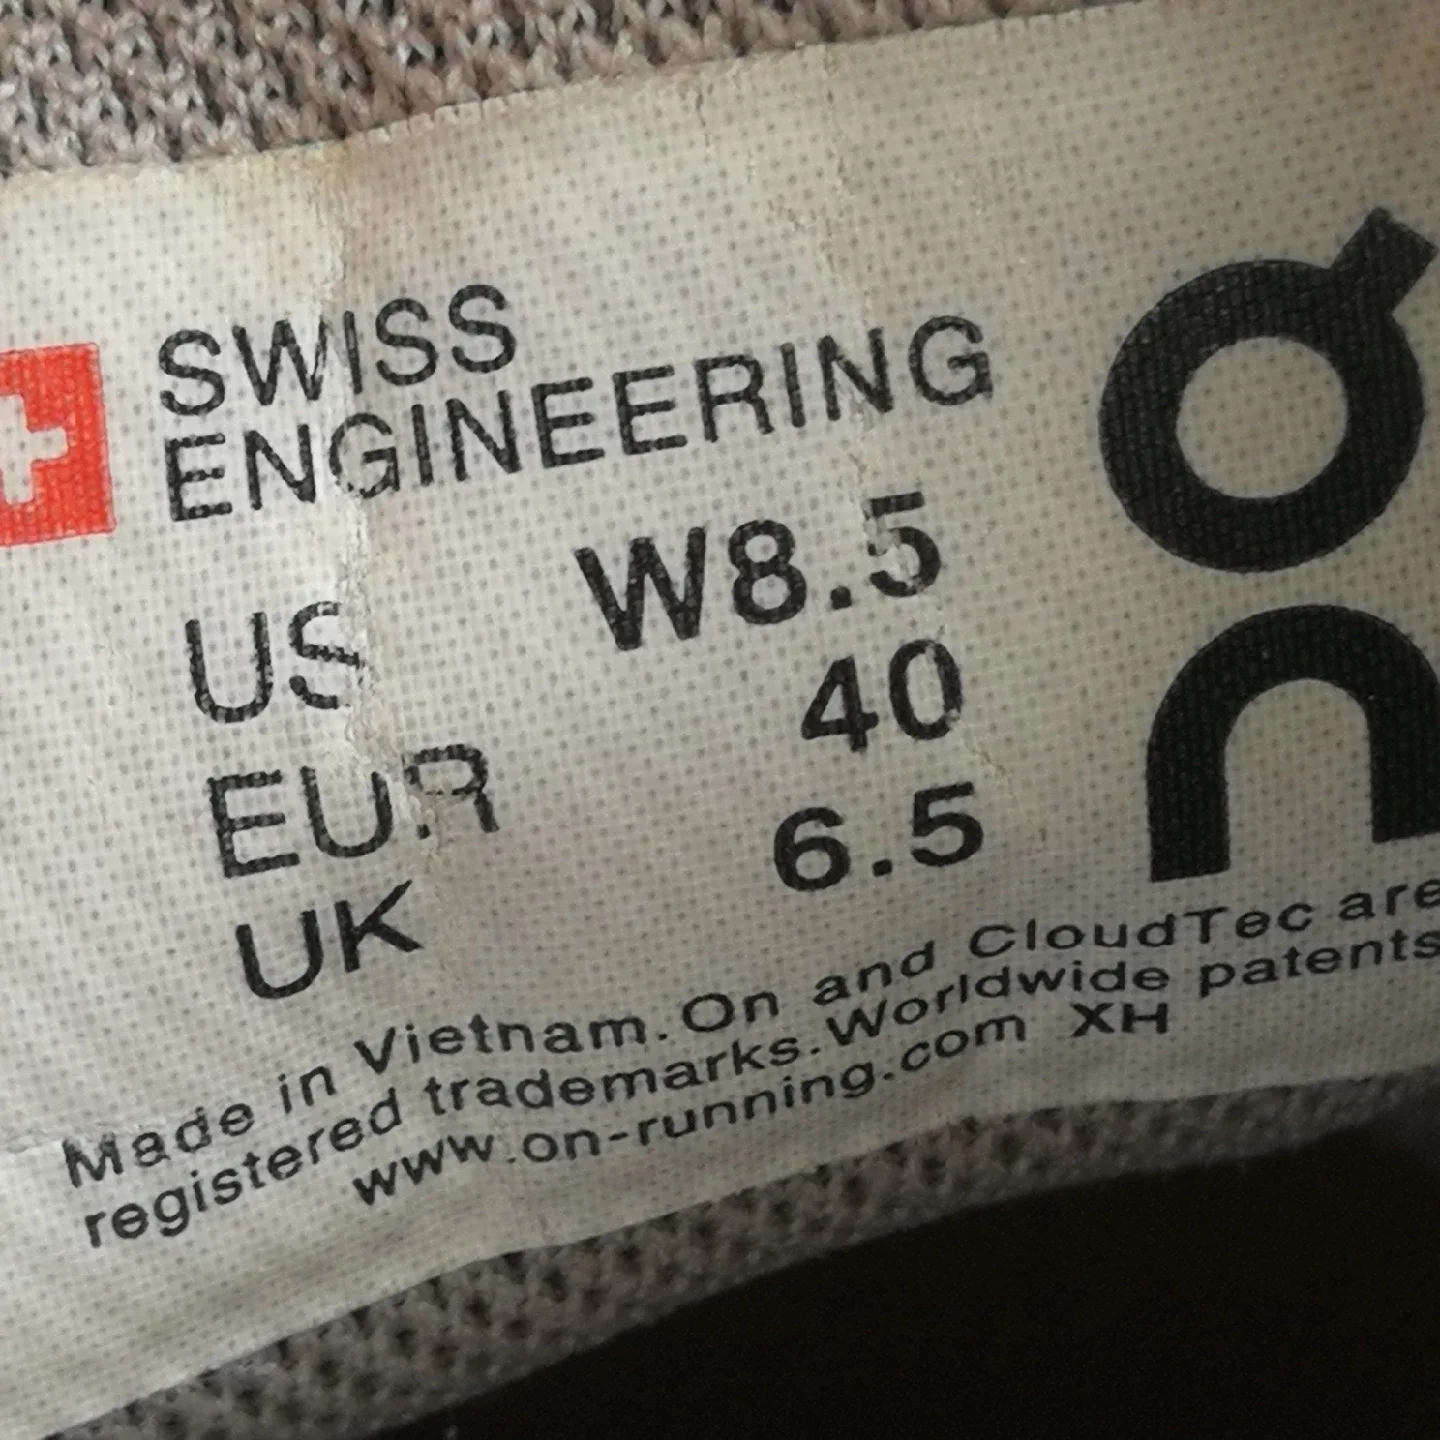 SWISS
ENGINEERING
US W8.5
EUR 40
UK 6.5
On
Made in Vietnam. On and CloudTec are
registered trademarks. Worldwide patents
www.on-running.com XH